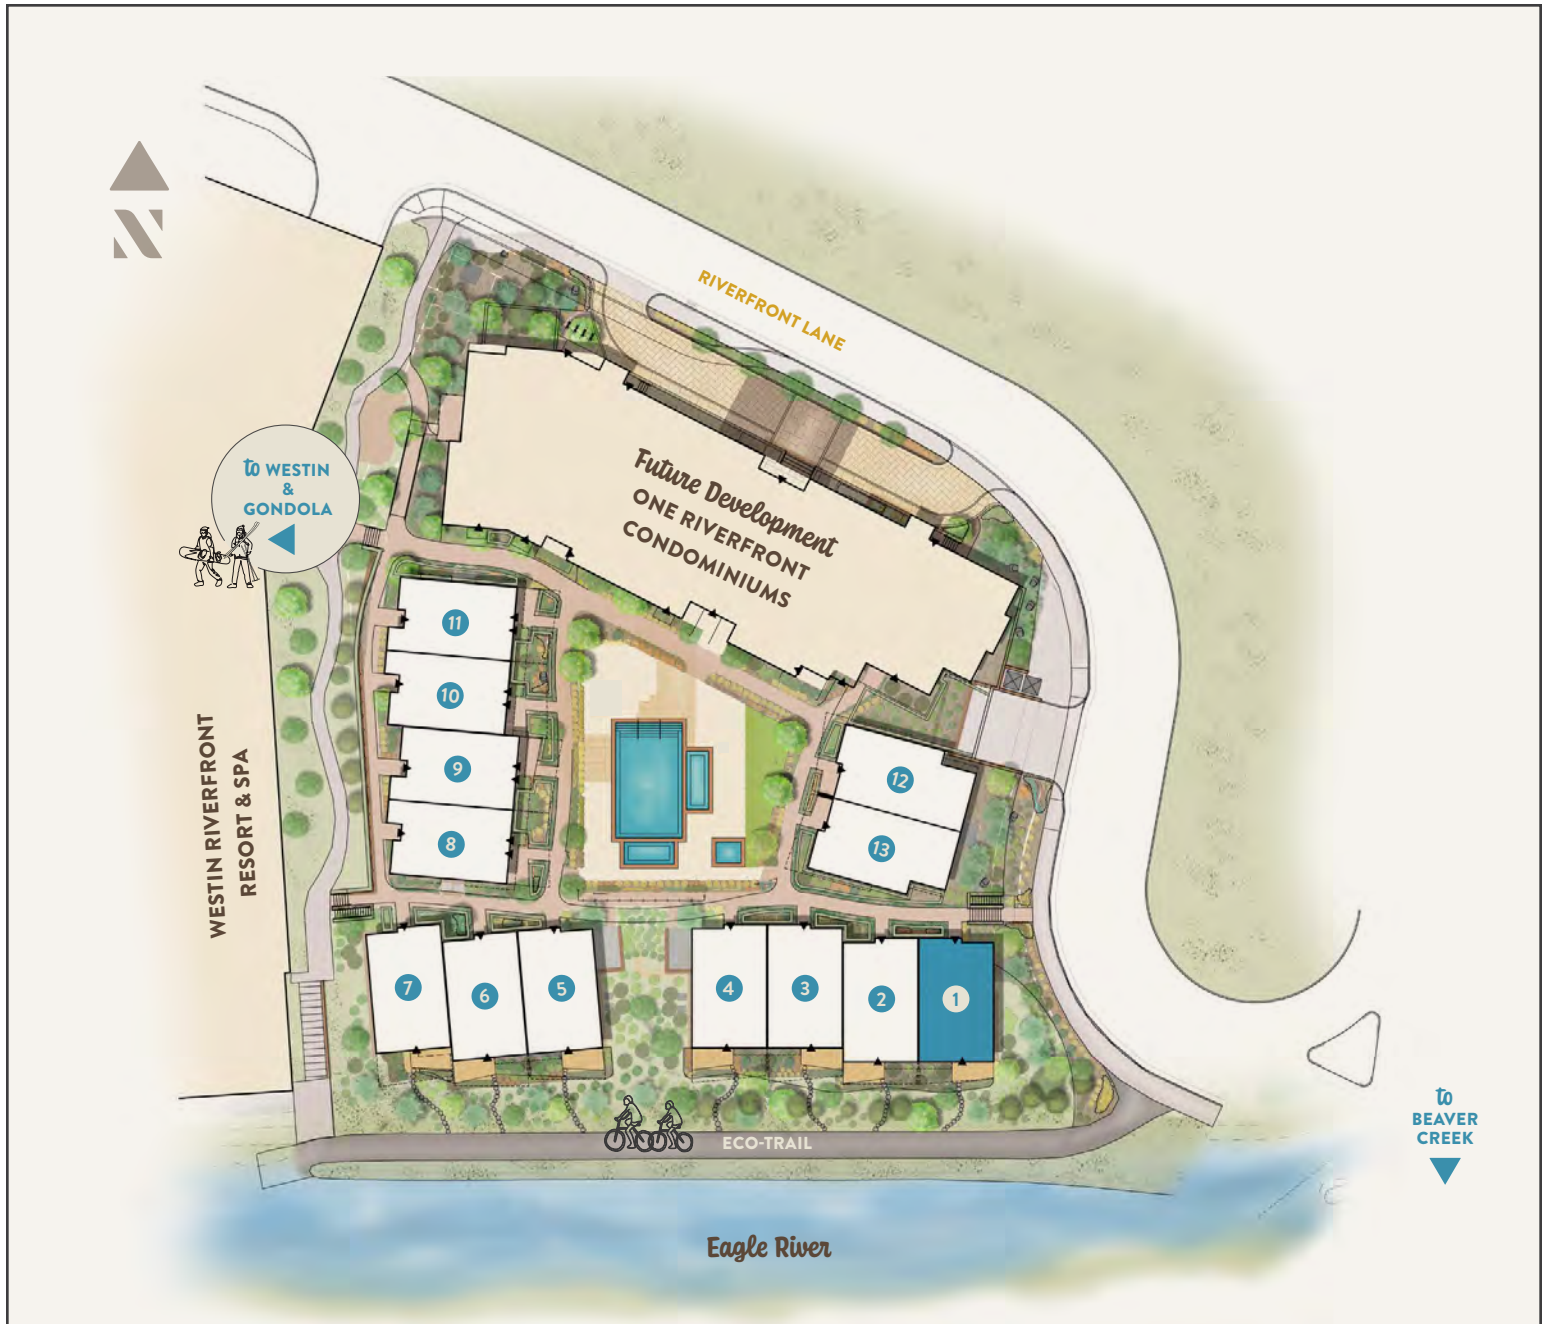 N
RIVERFRONT LANE
to WESTIN
&
GONDOLA
Future Development
ONE RIVERFRONT
CONDOMINIUMS
11
10
9
8
12
13
WESTIN RIVERFRONT
RESORT & SPA
7
6
5
4
3
2
1
ECO-TRAIL
to
BEAVER
CREEK
Eagle River